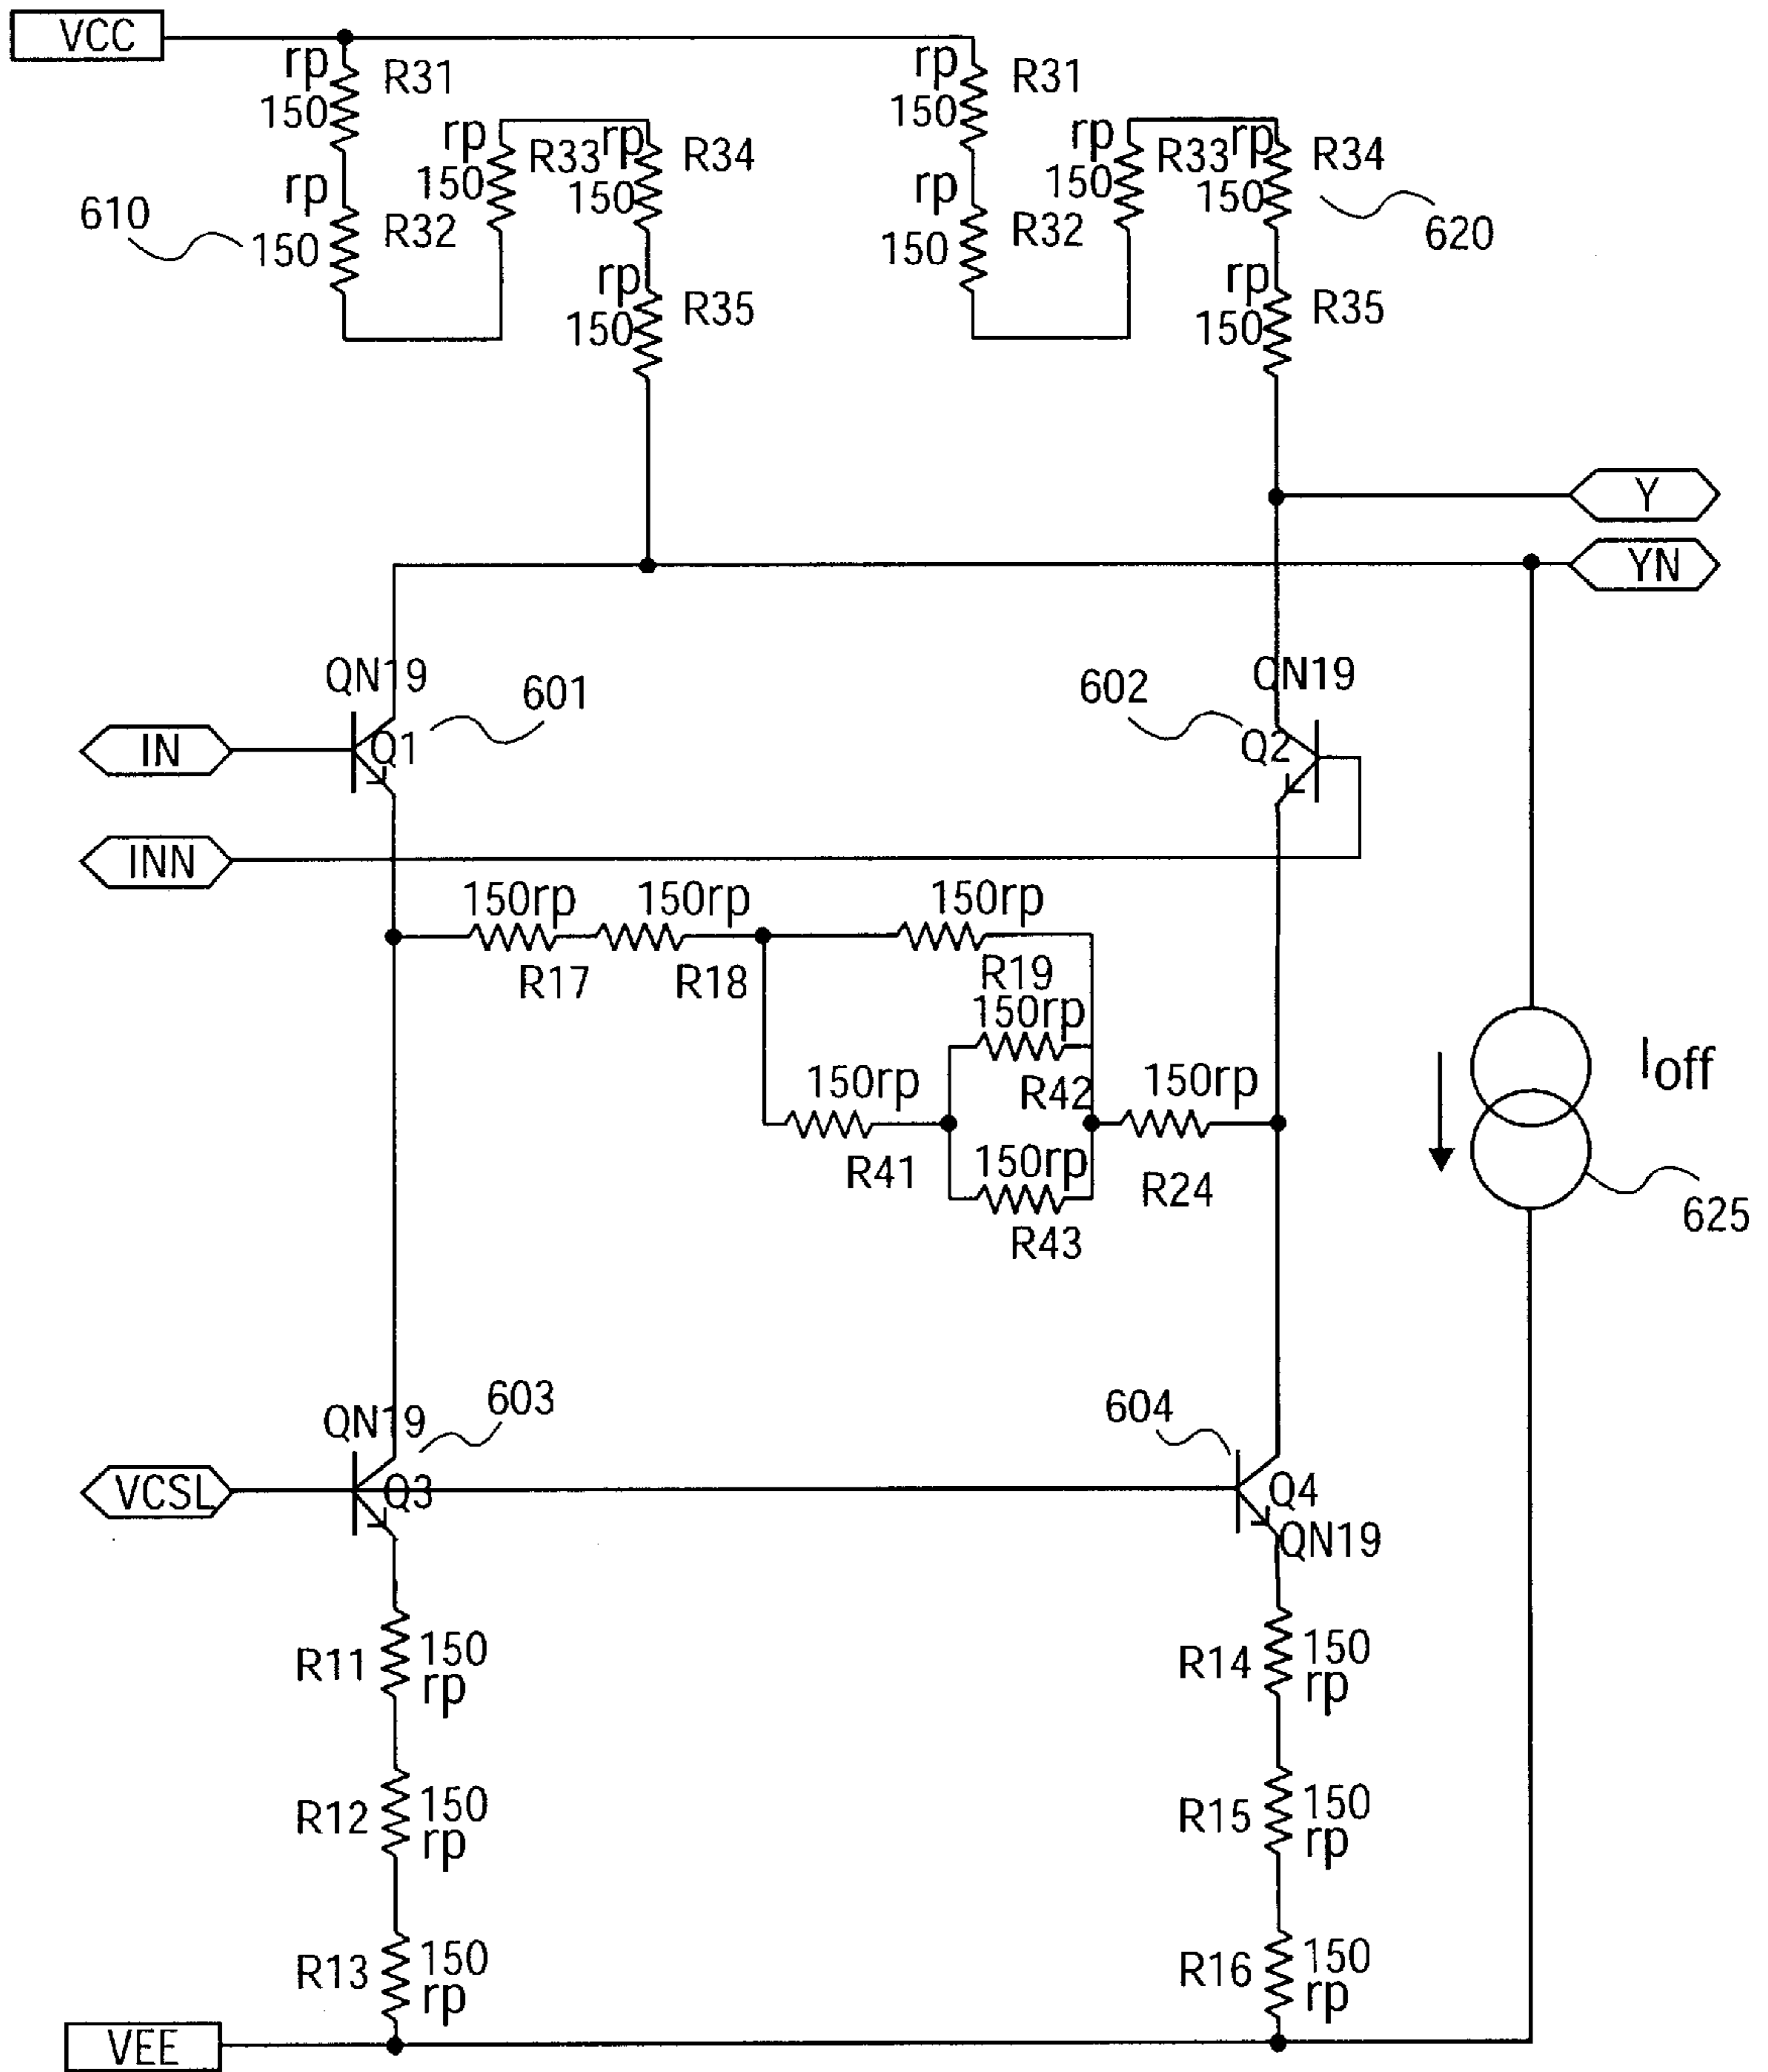 VCC
rp
150
R31
rp
150
R32
rp
150
R33
rp
150
R34
rp
150
R35
610
rp
150
R31
rp
150
R32
rp
150
R33
rp
150
R34
rp
150
R35
620
Y
YN
QN19
601
IN
Q1
602
QN19
Q2
INN
150rp
R17
150rp
R18
150rp
R19
150rp
R42
150rp
R41
150rp
R43
150rp
R24
Ioff
625
QN19
603
VCSL
Q3
604
Q4
QN19
R11
150
rp
R12
150
rp
R13
150
rp
R14
150
rp
R15
150
rp
R16
150
rp
VEE